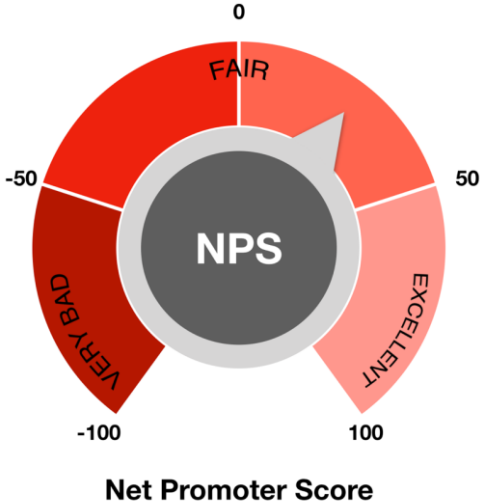 0
FAIR
-50
50
NPS
VERY BAD
EXCELLENT
-100
100
Net Promoter Score